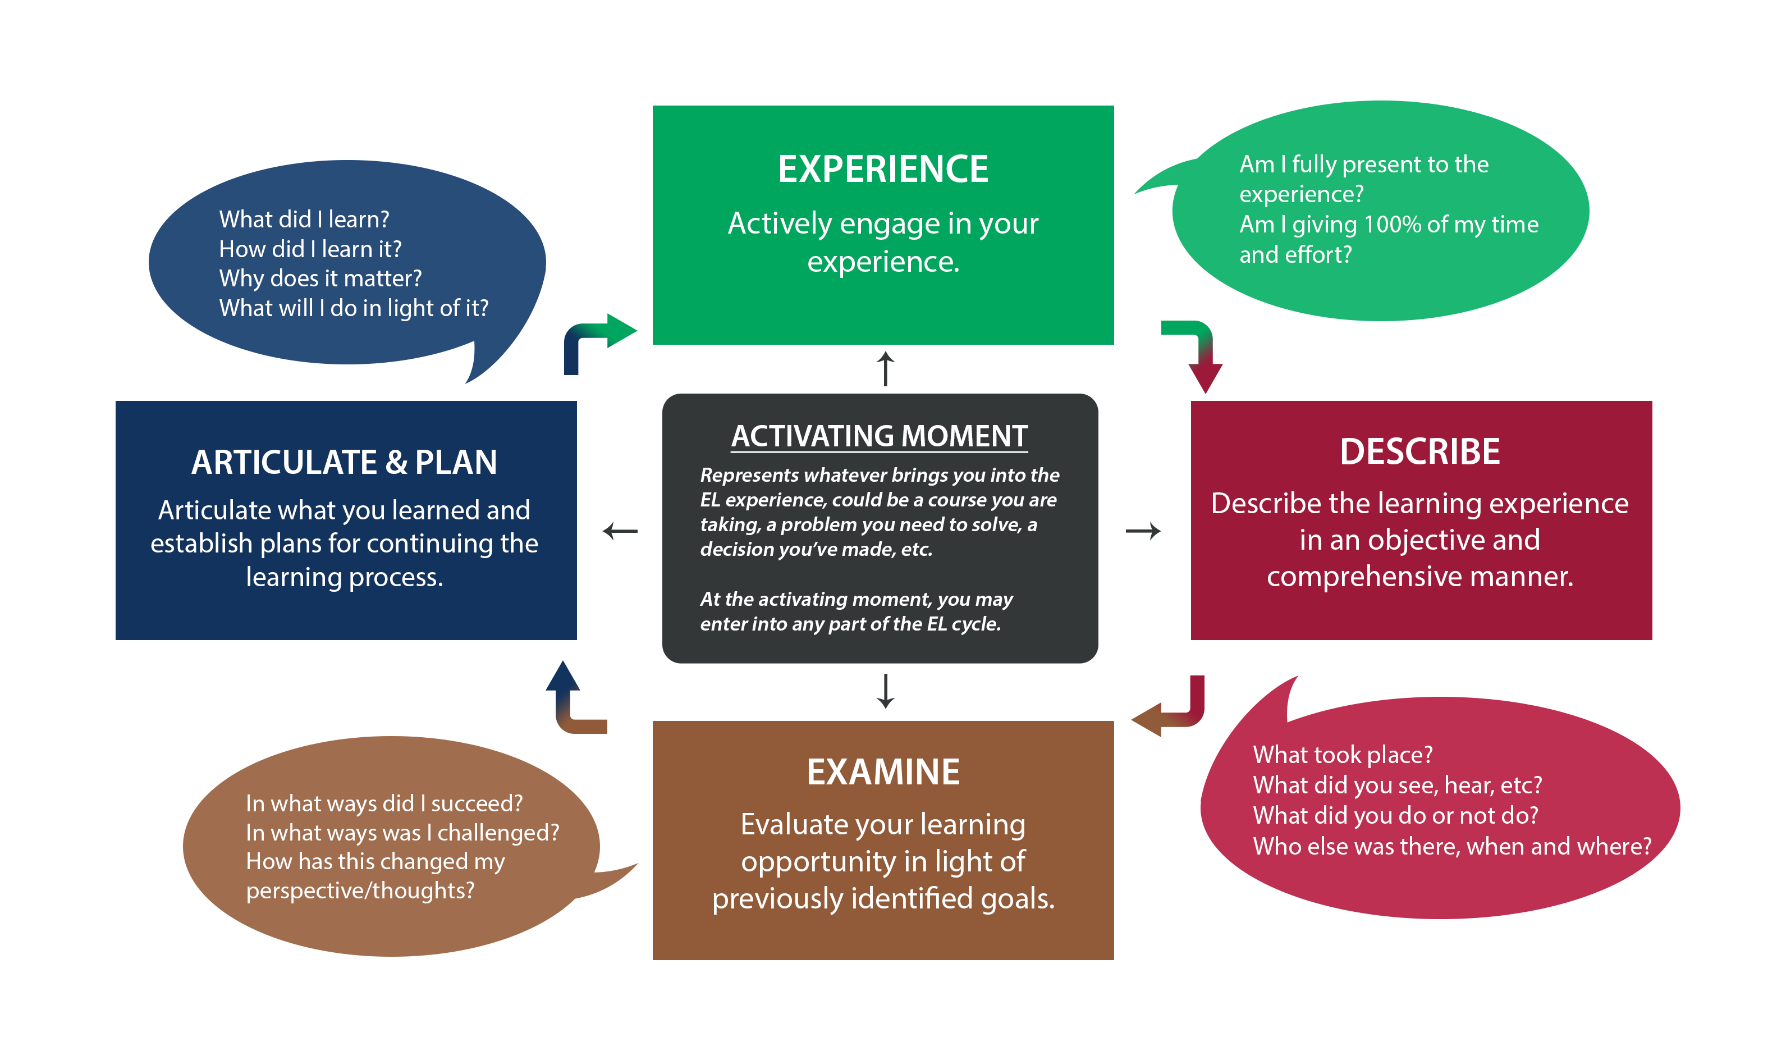 EXPERIENCE
Actively engage in your
experience.
Am I fully present to the
experience?
Am I giving 100% of my time
and effort?
What did I learn?
How did I learn it?
Why does it matter?
What will I do in light of it?
ARTICULATE & PLAN
Articulate what you learned and
establish plans for continuing the
learning process.
ACTIVATING MOMENT
Represents whatever brings you into the
EL experience, could be a course you are
taking, a problem you need to solve, a
decision you’ve made, etc.
At the activating moment, you may
enter into any part of the EL cycle.
DESCRIBE
Describe the learning experience
in an objective and
comprehensive manner.
In what ways did I succeed?
In what ways was I challenged?
How has this changed my
perspective/thoughts?
EXAMINE
Evaluate your learning
opportunity in light of
previously identified goals.
What took place?
What did you see, hear, etc?
What did you do or not do?
Who else was there, when and where?